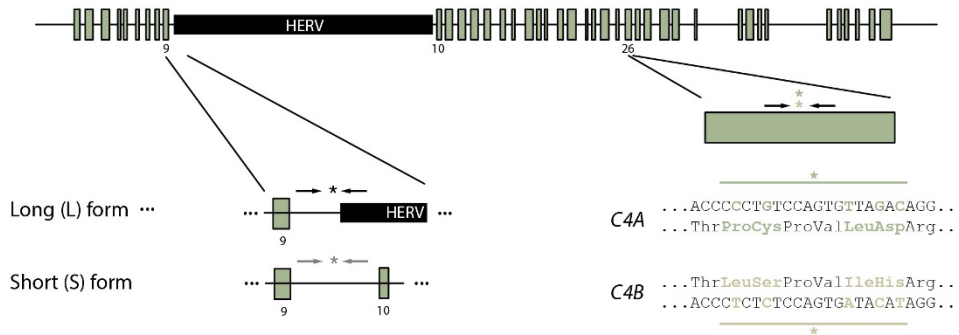 HERV
9
10
26
*
*
Long (L) form ···
*
···
HERV
···
9
Short (S) form
*
···
···
9
10
*
C4A
...ACCCCCTGTCCAGTGTTAGACAGG..
...ThrProCysProValLeuAspArg..
C4B
...ThrLeuSerProValIleHisArg..
...ACCCTCTCTCCAGTGATACATAGG..
*